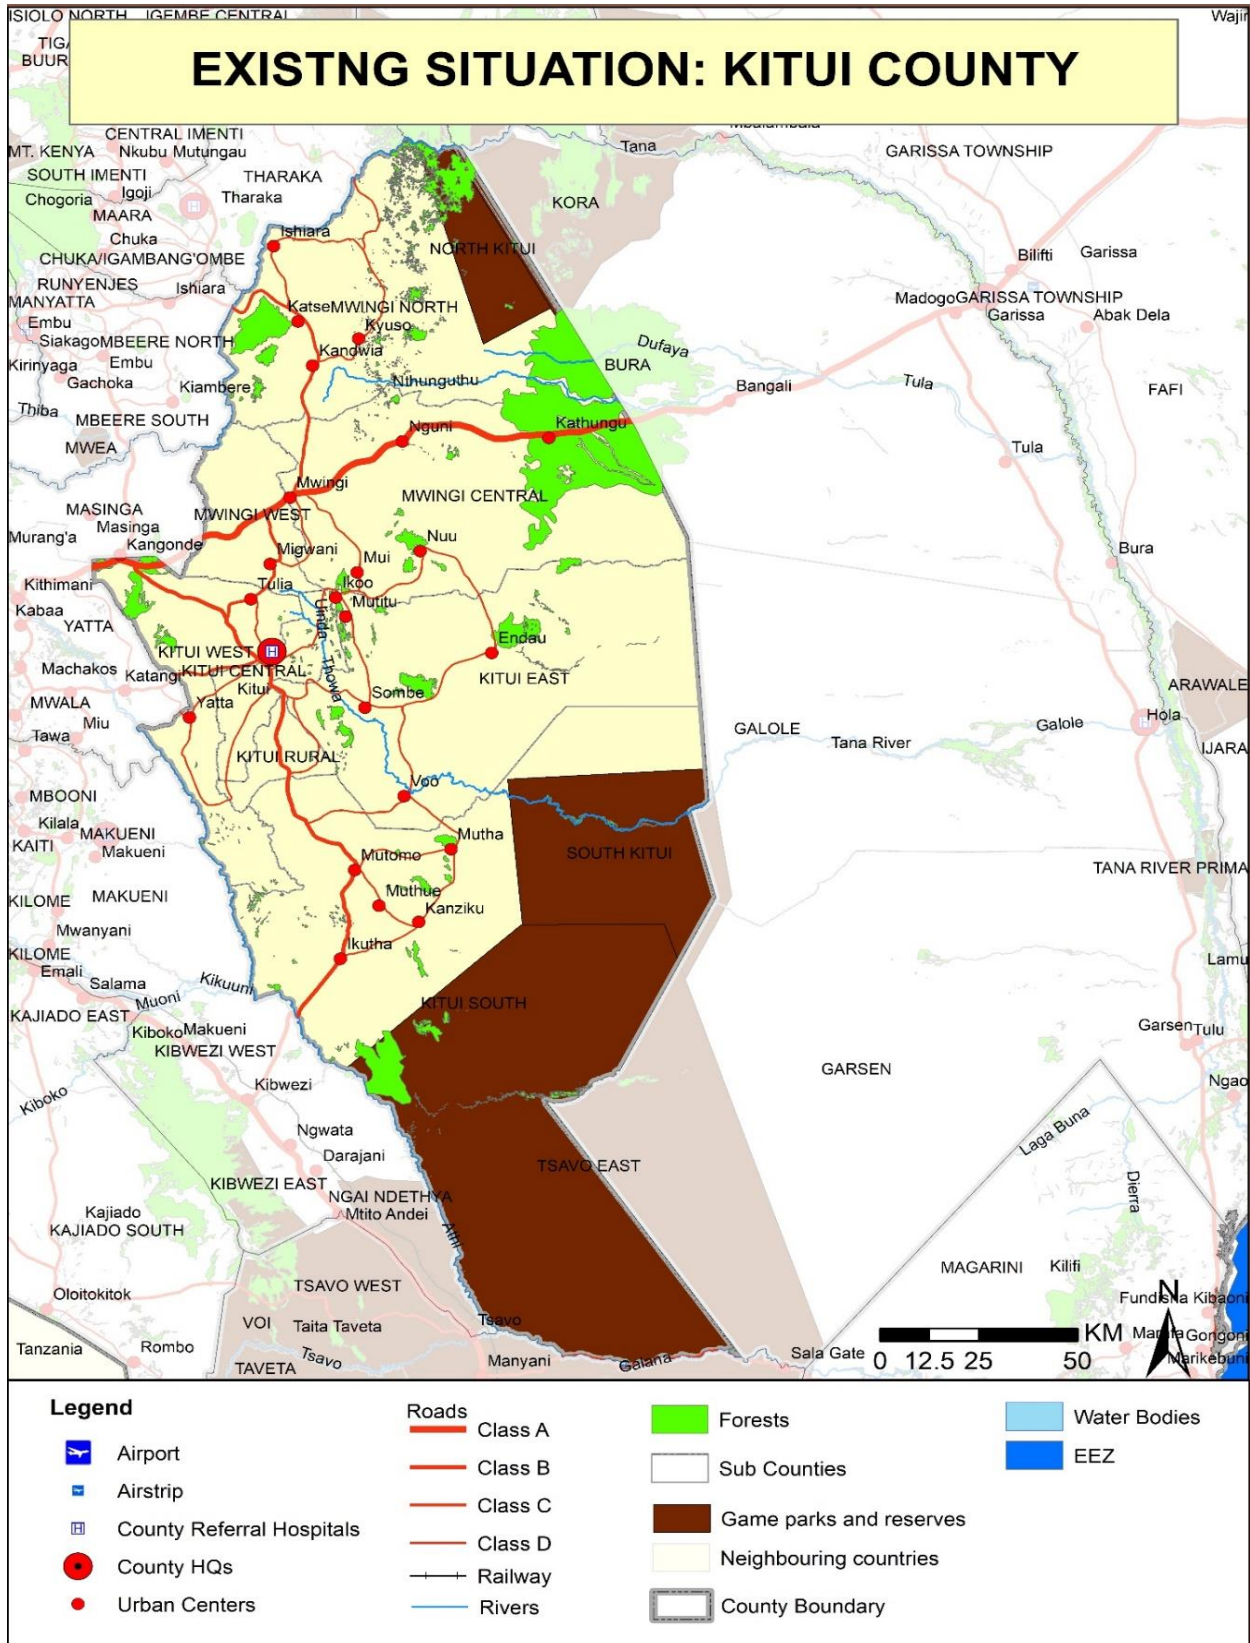 ISIOLO NORTH IGEMBE CENTRAL
Wajir
BUUR
EXISTNG SITUATION: KITUI COUNTY
CENTRAL IMENTI
Tana
GARISSA TOWNSHIP
MT. KENYA Nkubu Mutungau
SOUTH IMENTI
THARAKA
Chogoria Igoji
Tharaka
KORA
MAARA
Chuka
Ishiara
NORTH KITUI
Bilifti Garissa
CHUKA/IGAMBANG'OMBE
RUNYENJES Ishiara
MANYATTA
Madogo GARISSA TOWNSHIP
Katse MWINGI NORTH
Garissa Abak Dela
Embu
Kyuso
Siakago MBEERE NORTH
Dufaya
Kandwia
Kirinyaga Embu
BURA
Gachoka Kiambere
Nthunguthu
Bangali Tula
FAFI
Thiba
MBEERE SOUTH
Nguni
Kathungu
MWEA
Tula
Mwingi
MWINGI CENTRAL
MASINGA
MWINGI WEST
Masinga
Murang'a
Kangonde
Migwani
Nuu
Bura
Mui
Kithimani
Tulia
Ikoo
Kabaa
Mutitu
YATTA
Uinda
KITUI WEST
Endau
Machakos
KITUI CENTRAL
Katangi
Thowa
KITUI EAST
ARAWALE
Kitui
Yatta
Sombe
MWALA
Miu
Hola
Tawa
GALOLE
Galole
Tana River
IJARA
KITUI RURAL
Voo
MBOONI
Kilala MAKUENI
Mutha
KAITI Makueni
Mutomo
SOUTH KITUI
TANA RIVER PRIMA
KILOME MAKUENI
Muthue
Kanziku
Mwanyani
Ikutha
KILOME
Lamu
Emali
Salama
Kikuuni
Muoni
KITUI SOUTH
KAJIADO EAST
Kiboko Makueni
Garsen Tulu
KIBWEZI WEST
GARSEN
Kibwezi
Ngao
Kiboko
Ngwata
Laga Buna
Darajani
TSAVO EAST
KIBWEZI EAST
Dierra
NGAI NDETHYA
Mtito Andei
Kajiado
KAJIADO SOUTH
Athi
MAGARINI Kilifi
TSAVO WEST
Oloitokitok
N
VOI Taita Taveta
Tsavo
KM
Tanzania
Rombo
Tsavo
Manyani
Galana
Sala Gate
0 12.5 25 50
Gongoni
TAVETA
Marikebuni
Legend
Airport
Airstrip
County Referral Hospitals
County HQs
Urban Centers
Roads
Class A
Class B
Class C
Class D
Railway
Rivers
Forests
Sub Counties
Game parks and reserves
Neighbouring countries
County Boundary
Water Bodies
EEZ